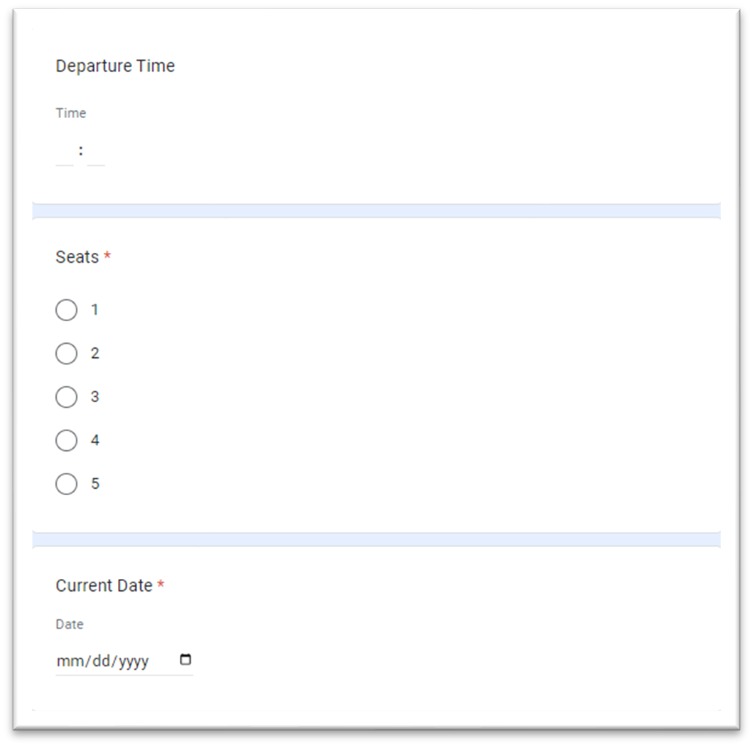 Departure Time
Time
:
Seats *
1
2
3
4
5
Current Date *
Date
mm/dd/yyyy